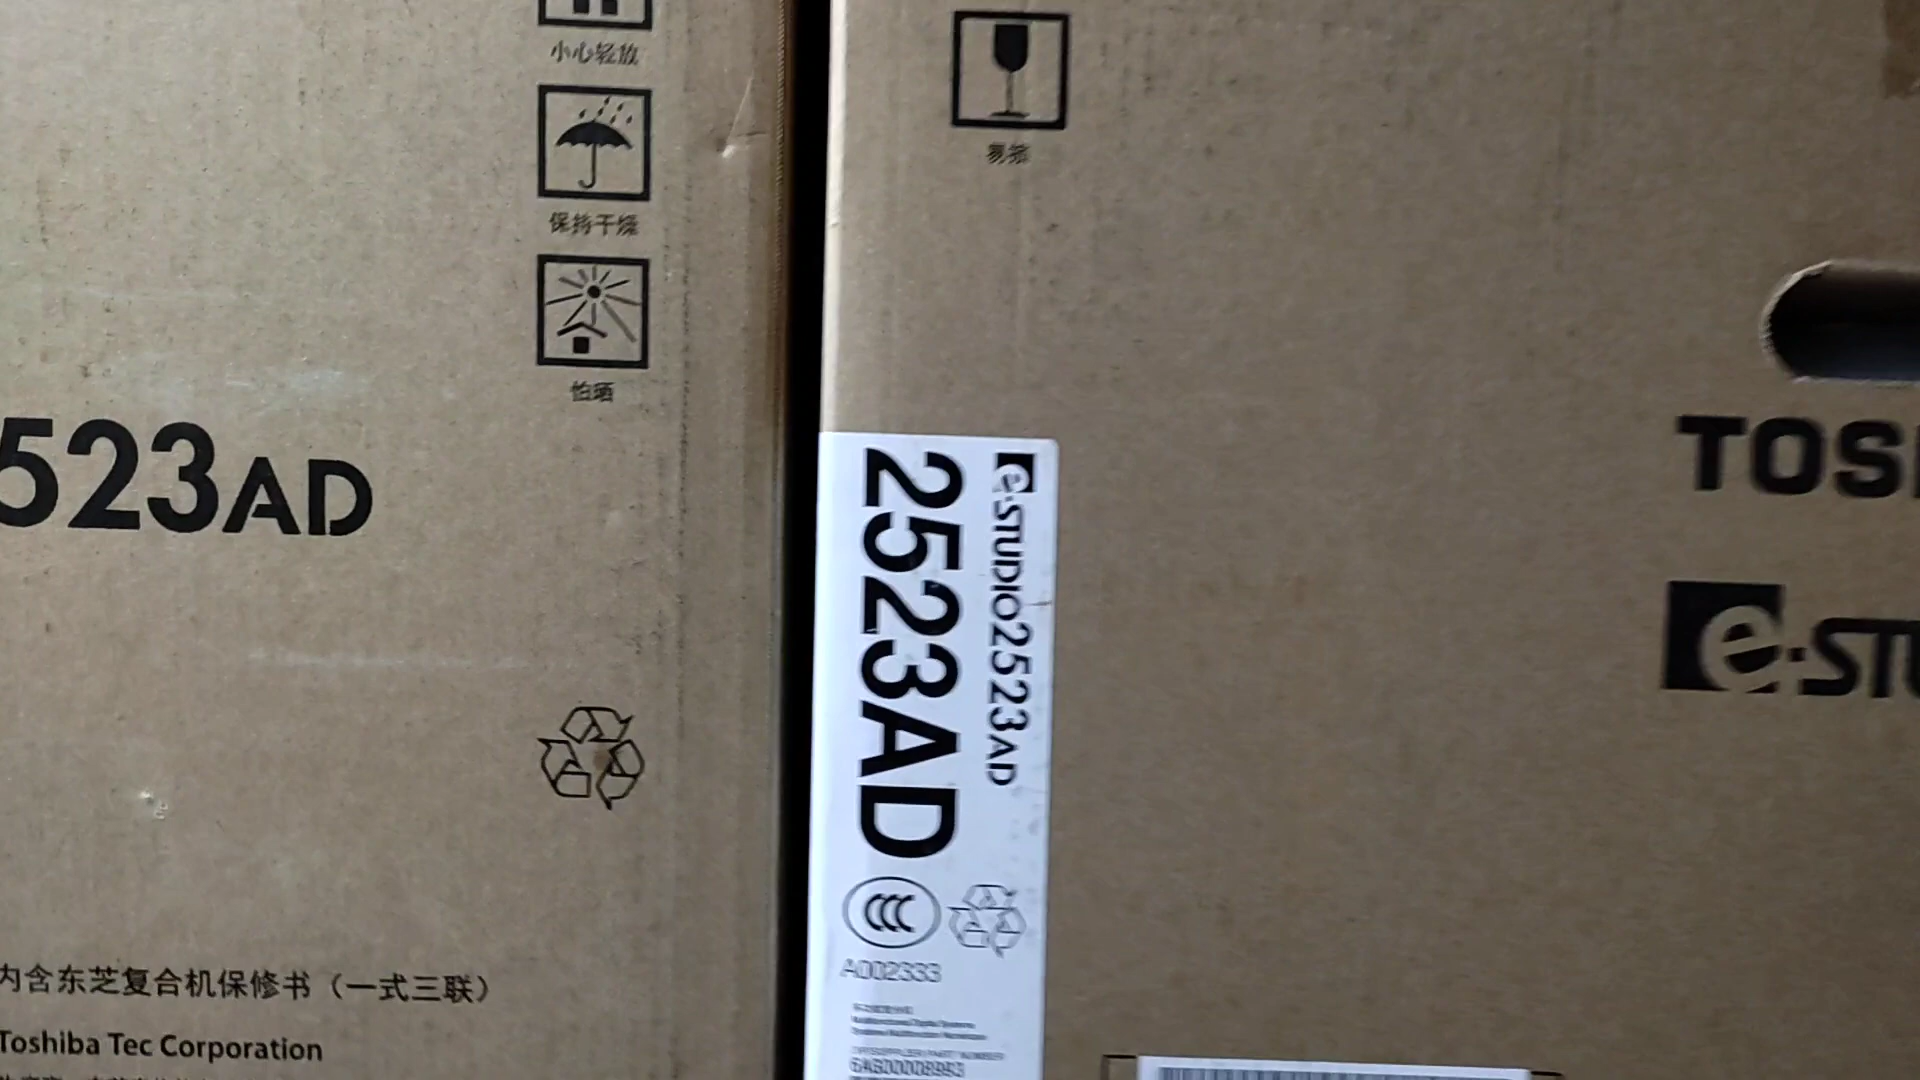 小心轻放
保持干燥
怕晒
523AD
内含东芝复合机保修书（一式三联）
Toshiba Tec Corporation
易碎
e-STUDIO2523AD
2523AD
CCC
A002333
TOS
e-STU